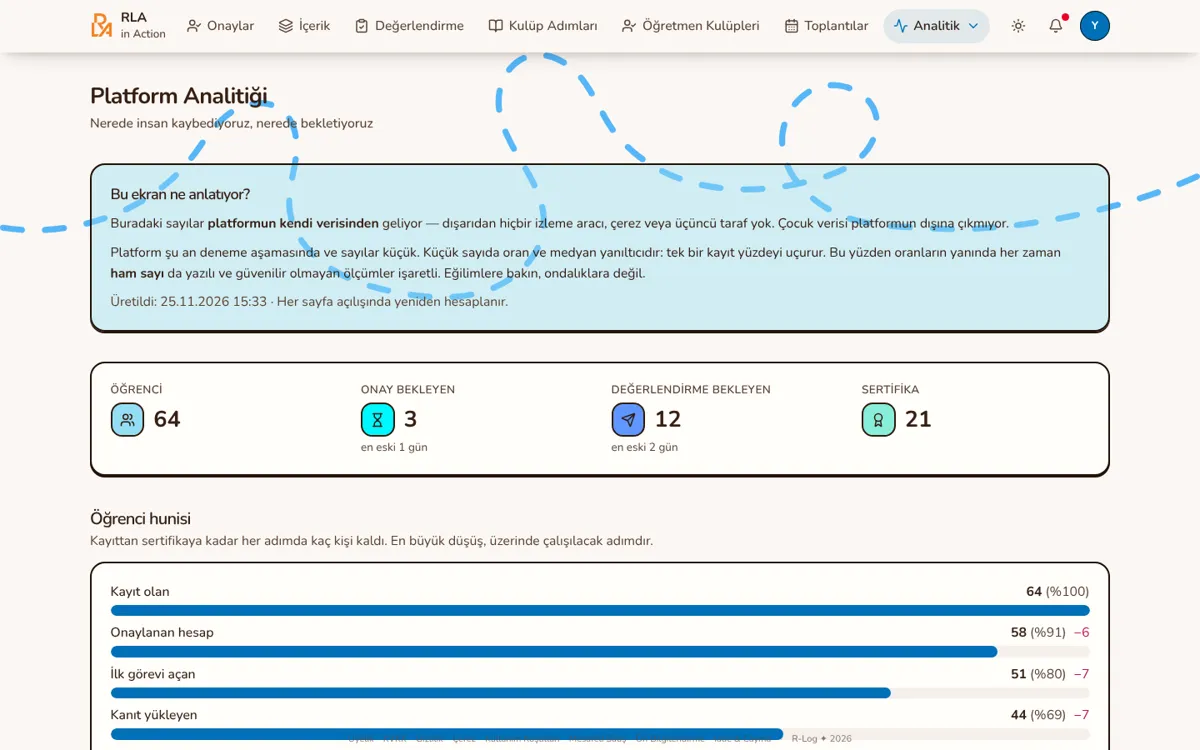 RLA
in Action
Onaylar
İçerik
Değerlendirme
Kulüp Adımları
Öğretmen Kulüpleri
Toplantılar
Analitik
Y
Platform Analitiği
Nerede insan kaybediyoruz, nerede bekletiyoruz
Bu ekran ne anlatıyor?
Buradaki sayılar platformun kendi verisinden geliyor — dışarıdan hiçbir izleme aracı, çerez veya üçüncü taraf yok. Çocuk verisi platformun dışına çıkmıyor.
Platform şu an deneme aşamasında ve sayılar küçük. Küçük sayıda oran ve medyan yanıltıcıdır: tek bir kayıt yüzdeyi uçurur. Bu yüzden oranların yanında her zaman
ham sayı da yazılı ve güvenilir olmayan ölçümler işaretli. Eğilimlere bakın, ondalıklara değil.
Üretildi: 25.11.2026 15:33 · Her sayfa açılışında yeniden hesaplanır.
ÖĞRENCİ
64
ONAY BEKLEYEN
3
en eski 1 gün
DEĞERLENDİRME BEKLEYEN
12
en eski 2 gün
SERTİFİKA
21
Öğrenci hunisi
Kayıttan sertifikaya kadar her adımda kaç kişi kaldı. En büyük düşüş, üzerinde çalışılacak adımdır.
Kayıt olan 64 (%100)
Onaylanan hesap 58 (%91) −6
İlk görevi açan 51 (%80) −7
Kanıt yükleyen 44 (%69) −7
R-Log ✦ 2026